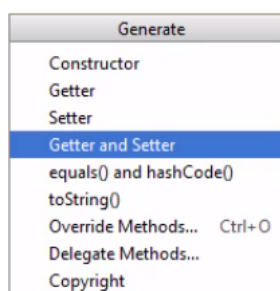 Generate
Constructor
Getter
Setter
Getter and Setter
equals() and hashCode()
toString()
Override Methods... Ctrl+O
Delegate Methods...
Copyright